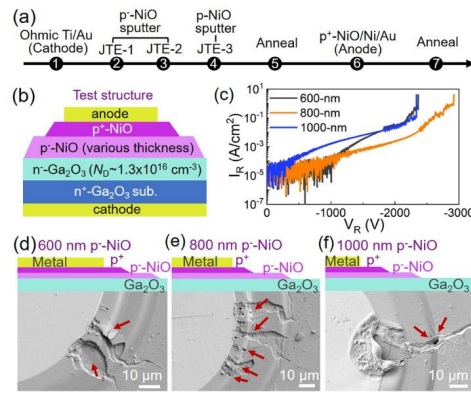 (a)
p⁻-NiO sputter
p-NiO sputter
p⁺-NiO/Ni/Au (Anode)
Ohmic Ti/Au (Cathode)
JTE-1
JTE-2
JTE-3
Anneal
Anneal
1 2 3 4 5 6 7
(b)
Test structure
anode
p⁺-NiO
p⁻-NiO (various thickness)
n⁻-Ga₂O₃ (N_D~1.3x10¹⁶ cm⁻³)
n⁺-Ga₂O₃ sub.
cathode
(c)
I_R (A/cm²)
10¹
10⁻¹
10⁻³
10⁻⁵
600-nm
800-nm
1000-nm
0 -1000 -2000 -3000
V_R (V)
(d) 600 nm p⁻-NiO
Metal
p⁺
p⁻-NiO
Ga₂O₃
10 µm
(e) 800 nm p⁻-NiO
Metal
p⁺
p⁻-NiO
Ga₂O₃
10 µm
(f) 1000 nm p⁻-NiO
Metal
p⁺
p⁻-NiO
Ga₂O₃
10 µm